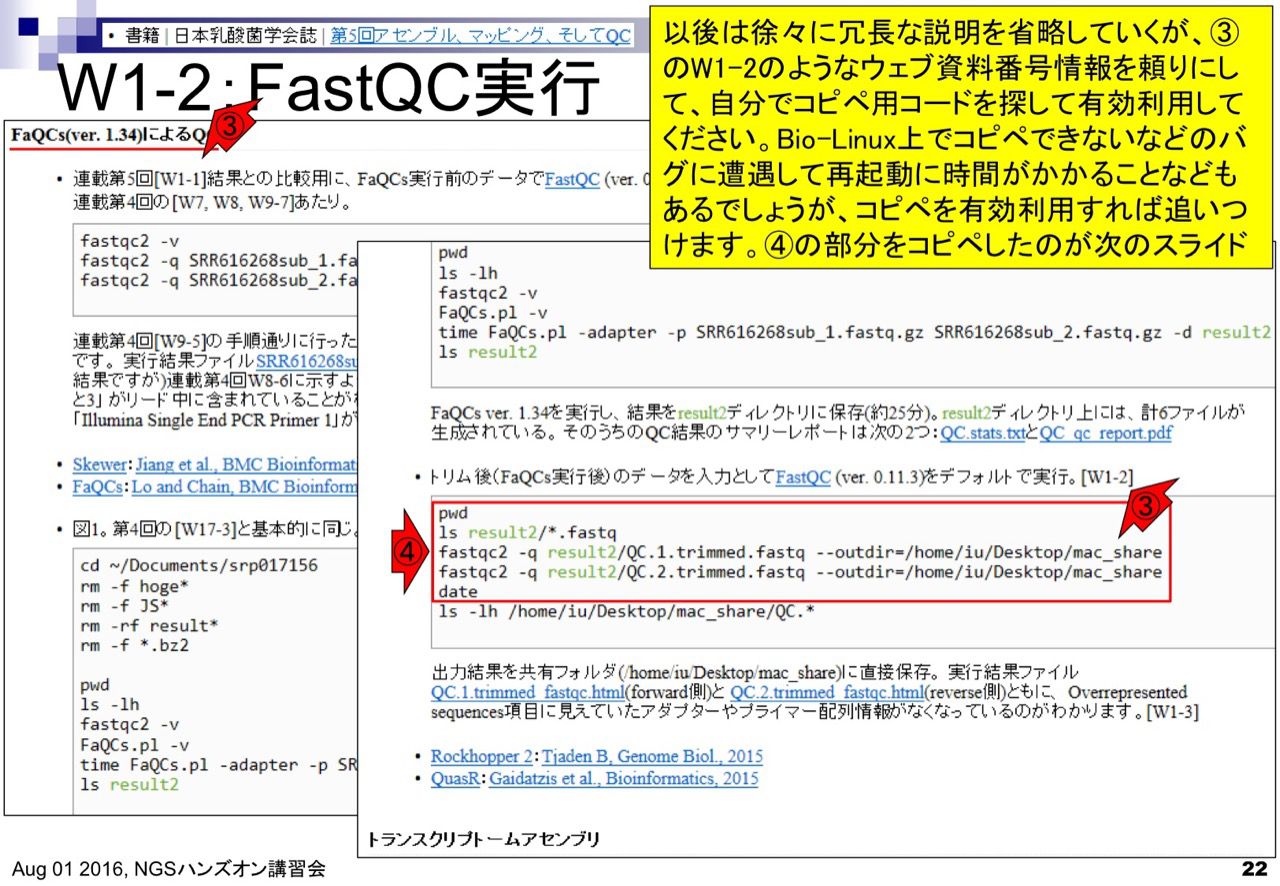 • 書籍 | 日本乳酸菌学会誌 | 第5回アセンブル、マッピング、そしてQC
W1-2：FastQC実行
以後は徐々に冗長な説明を省略していくが、③
のW1-2のようなウェブ資料番号情報を頼りにし
て、自分でコピペ用コードを探して有効利用して
ください。Bio-Linux上でコピペできないなどのバ
グに遭遇して再起動に時間がかかることなども
あるでしょうが、コピペを有効利用すれば追いつ
けます。④の部分をコピペしたのが次のスライド
FaQCs(ver. 1.34)によるQ
③
• 連載第5回[W1-1]結果との比較用に、FaQCs実行前のデータでFastQC (ver. 0
連載第4回の[W7, W8, W9-7]あたり。
fastqc2 -v
fastqc2 -q SRR616268sub_1.fa
fastqc2 -q SRR616268sub_2.fa
連載第4回[W9-5]の手順通りに行った
です。実行結果ファイルSRR616268su
結果ですが)連載第4回W8-6に示すよ
と3」がリード中に含まれていることが
「Illumina Single End PCR Primer 1」が
• Skewer：Jiang et al., BMC Bioinformat
• FaQCs：Lo and Chain, BMC Bioinform
• 図1。第4回の[W17-3]と基本的に同じ。
cd ~/Documents/srp017156
rm -f hoge*
rm -f JS*
rm -rf result*
rm -f *.bz2
pwd
ls -lh
fastqc2 -v
FaQCs.pl -v
time FaQCs.pl -adapter -p SR
ls result2
pwd
ls -lh
fastqc2 -v
FaQCs.pl -v
time FaQCs.pl -adapter -p SRR616268sub_1.fastq.gz SRR616268sub_2.fastq.gz -d result2
ls result2
FaQCs ver. 1.34を実行し、結果をresult2ディレクトリに保存(約25分)。result2ディレクトリ上には、計6ファイルが
生成されている。そのうちのQC結果のサマリーレポートは次の2つ：QC.stats.txtとQC_qc_report.pdf
• トリム後(FaQCs実行後)のデータを入力としてFastQC (ver. 0.11.3)をデフォルトで実行。[W1-2]
③
④
pwd
ls result2/*.fastq
fastqc2 -q result2/QC.1.trimmed.fastq --outdir=/home/iu/Desktop/mac_share
fastqc2 -q result2/QC.2.trimmed.fastq --outdir=/home/iu/Desktop/mac_share
date
ls -lh /home/iu/Desktop/mac_share/QC.*
出力結果を共有フォルダ(/home/iu/Desktop/mac_share)に直接保存。実行結果ファイル
QC.1.trimmed_fastqc.html(forward側)と QC.2.trimmed_fastqc.html(reverse側)ともに、Overrepresented
sequences項目に見えていたアダプターやプライマー配列情報がなくなっているのがわかります。[W1-3]
• Rockhopper 2：Tjaden B, Genome Biol., 2015
• QuasR：Gaidatzis et al., Bioinformatics, 2015
トランスクリプトームアセンブリ
Aug 01 2016, NGSハンズオン講習会
22